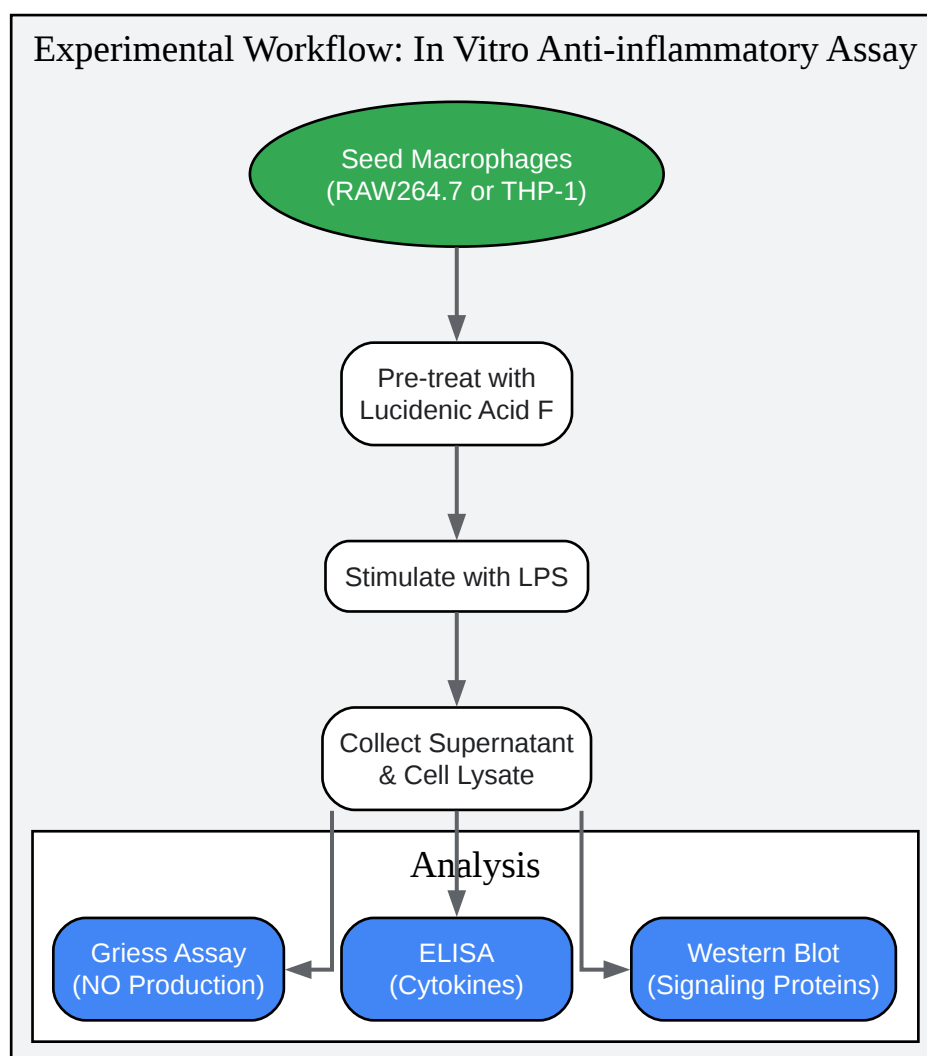 Experimental Workflow: In Vitro Anti-inflammatory Assay
Seed Macrophages
(RAW264.7 or THP-1)
Pre-treat with
Lucidenic Acid F
Stimulate with LPS
Collect Supernatant
& Cell Lysate
Analysis
Griess Assay
(NO Production)
ELISA
(Cytokines)
Western Blot
(Signaling Proteins)